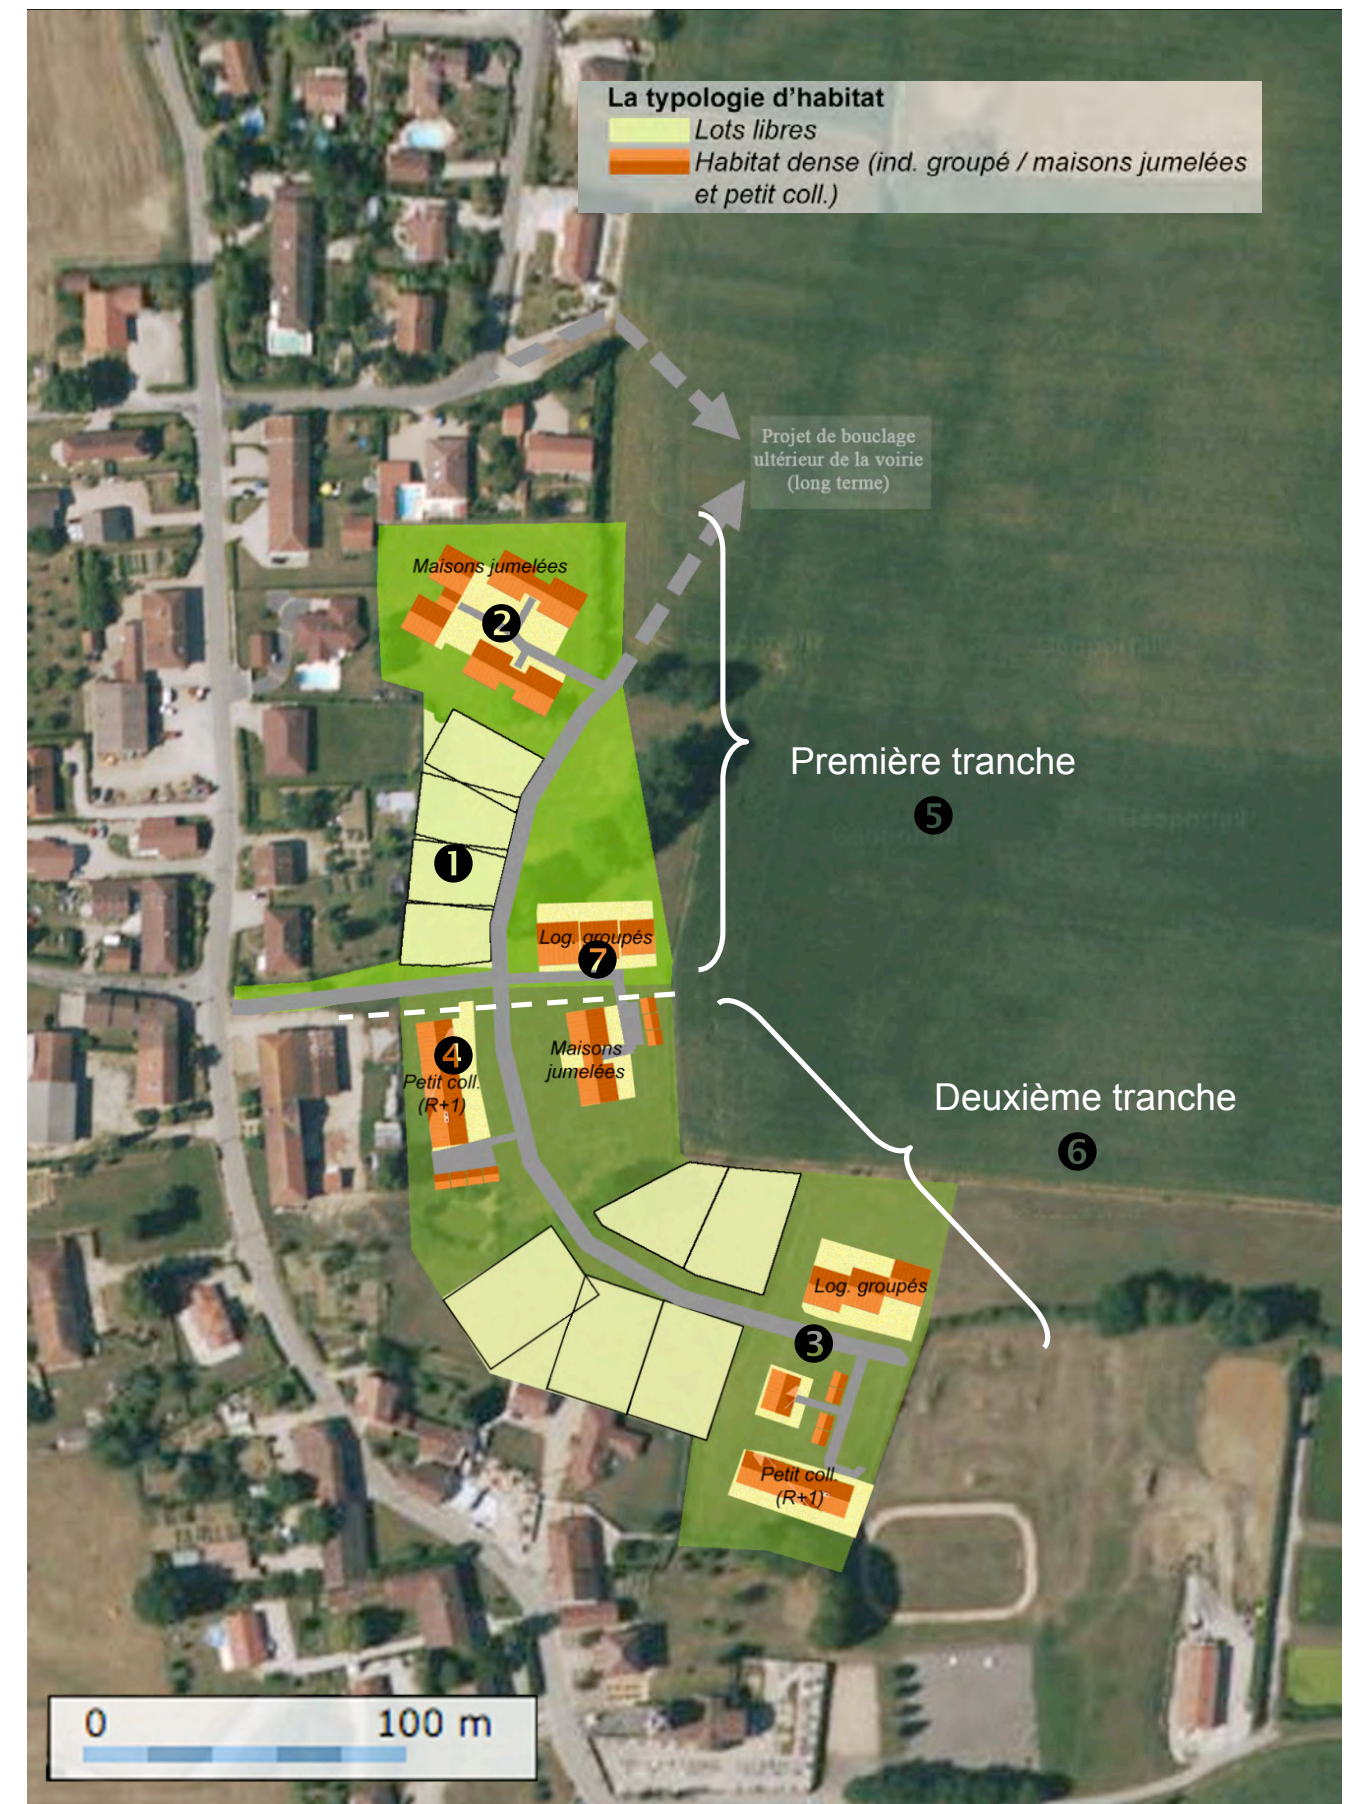 La typologie d'habitat
Lots libres
Habitat dense (ind. groupé / maisons jumelées
et petit coll.)
Projet de bouclage
ultérieur de la voirie
(long terme)
Maisons jumelées
2
Première tranche
5
1
Log. groupés
7
4
Petit coll.
(R+1)
Maisons
jumelées
Deuxième tranche
6
Log. groupés
3
Petit coll.
(R+1)
0 100 m